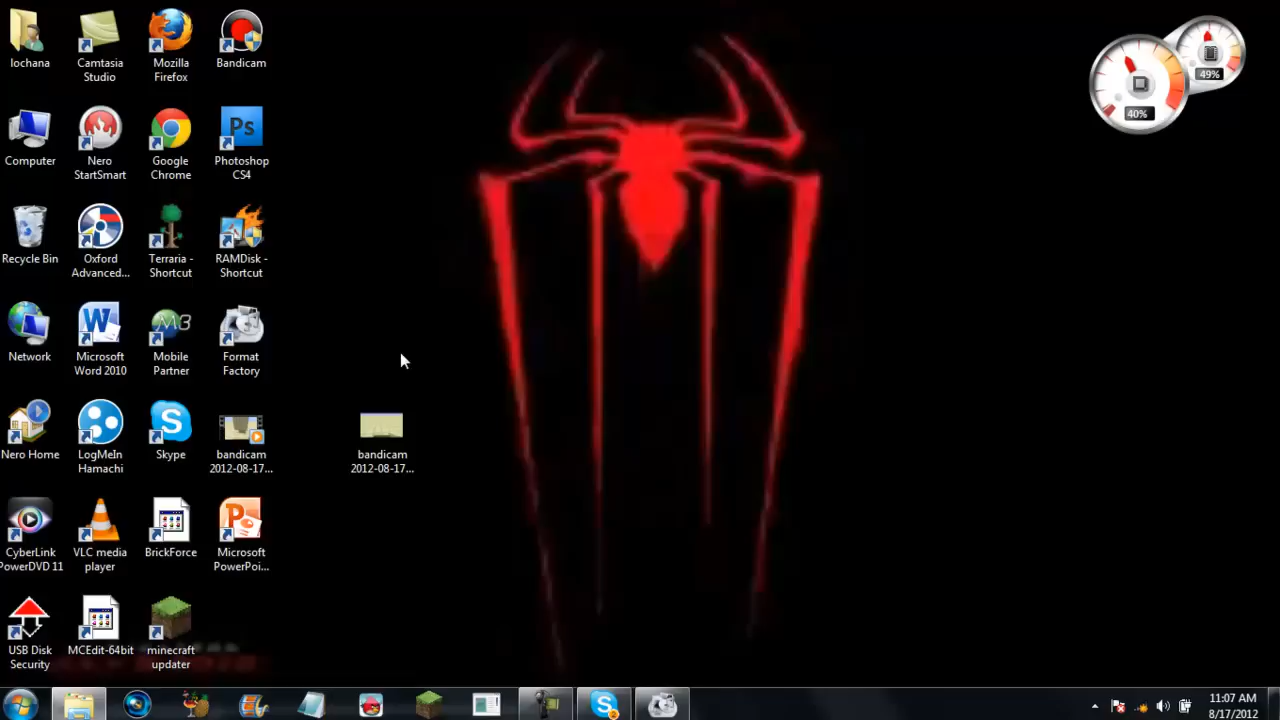 lochana
Camtasia
Studio
Mozilla
Firefox
Bandicam
Computer
Nero
StartSmart
Google
Chrome
Ps
Photoshop
CS4
Recycle Bin
Oxford
Advanced...
Terraria -
Shortcut
RAMDisk -
Shortcut
Network
W
Microsoft
Word 2010
M3
Mobile
Partner
Format
Factory
Nero Home
LogMeIn
Hamachi
S
Skype
bandicam
2012-08-17...
bandicam
2012-08-17...
CyberLink
PowerDVD 11
VLC media
player
BrickForce
P
Microsoft
PowerPoi...
USB Disk
Security
MCEdit-64bit
minecraft
updater
49%
40%
S
11:07 AM
8/17/2012